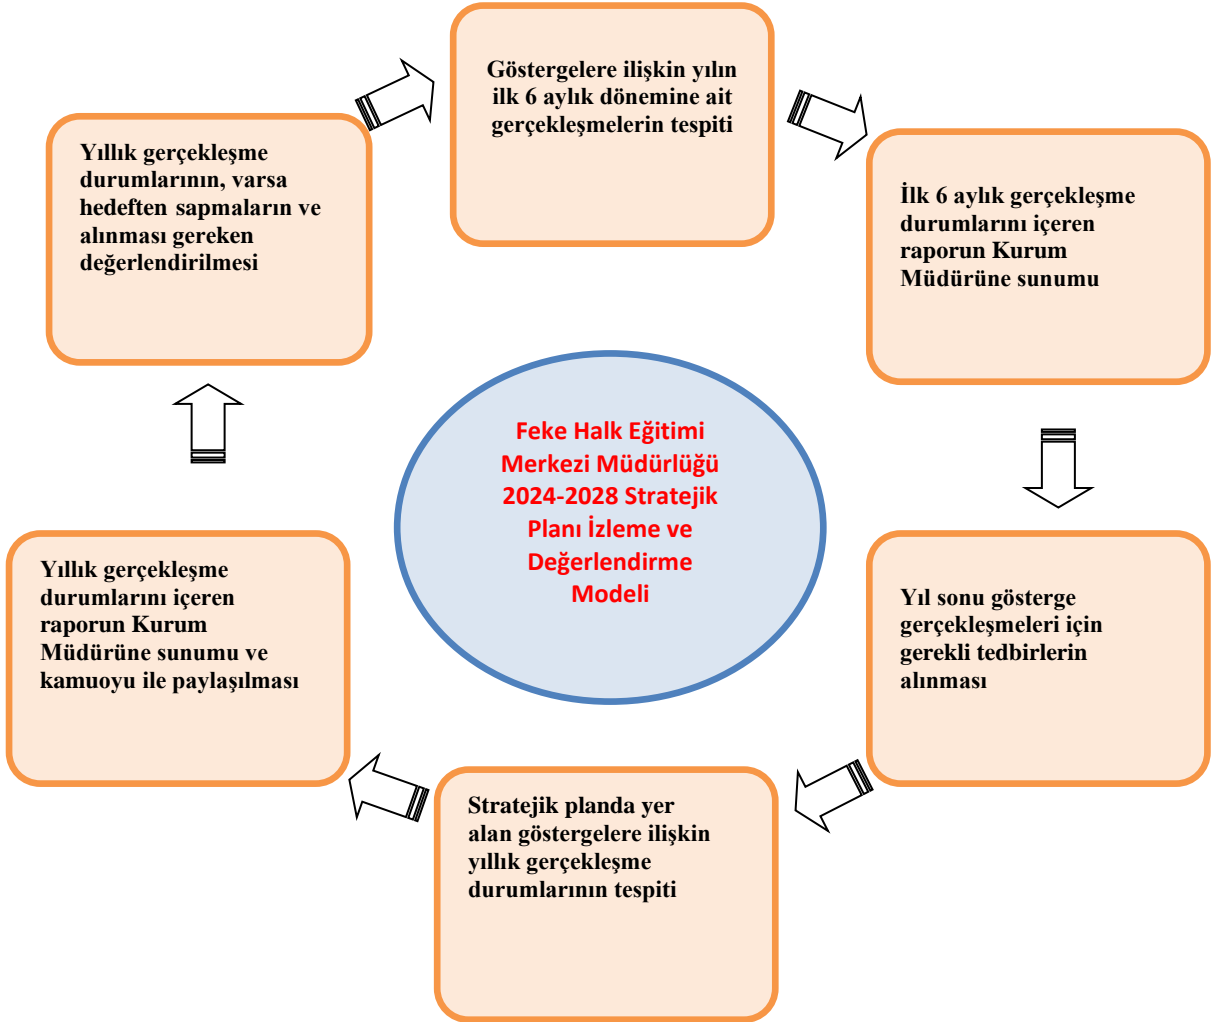 Göstergelere ilişkin yılın
ilk 6 aylık dönemine ait
gerçekleşmelerin tespiti
İlk 6 aylık gerçekleşme
durumlarını içeren
raporun Kurum
Müdürüne sunumu
Yıl sonu gösterge
gerçekleşmeleri için
gerekli tedbirlerin
alınması
Stratejik planda yer
alan göstergelere ilişkin
yıllık gerçekleşme
durumlarının tespiti
Yıllık gerçekleşme
durumlarını içeren
raporun Kurum
Müdürüne sunumu ve
kamuoyu ile paylaşılması
Yıllık gerçekleşme
durumlarının, varsa
hedeften sapmaların ve
alınması gereken
değerlendirilmesi
Feke Halk Eğitimi
Merkezi Müdürlüğü
2024-2028 Stratejik
Planı İzleme ve
Değerlendirme
Modeli